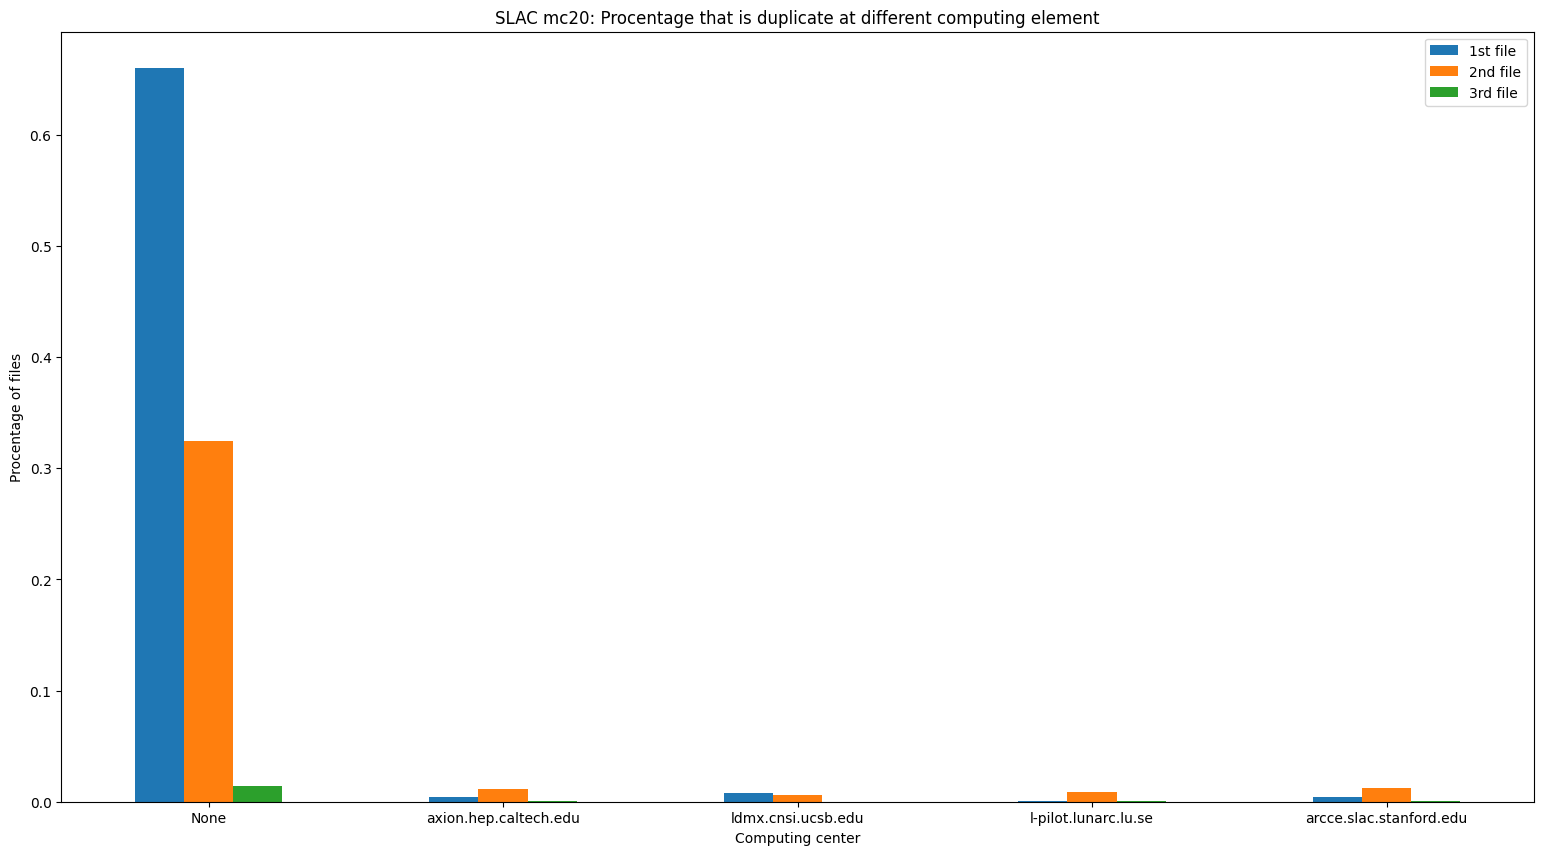 SLAC mc20: Procentage that is duplicate at different computing element
1st file
2nd file
3rd file
Procentage of files
0.6
0.5
0.4
0.3
0.2
0.1
0.0
None
axion.hep.caltech.edu
ldmx.cnsi.ucsb.edu
l-pilot.lunarc.lu.se
arcce.slac.stanford.edu
Computing center